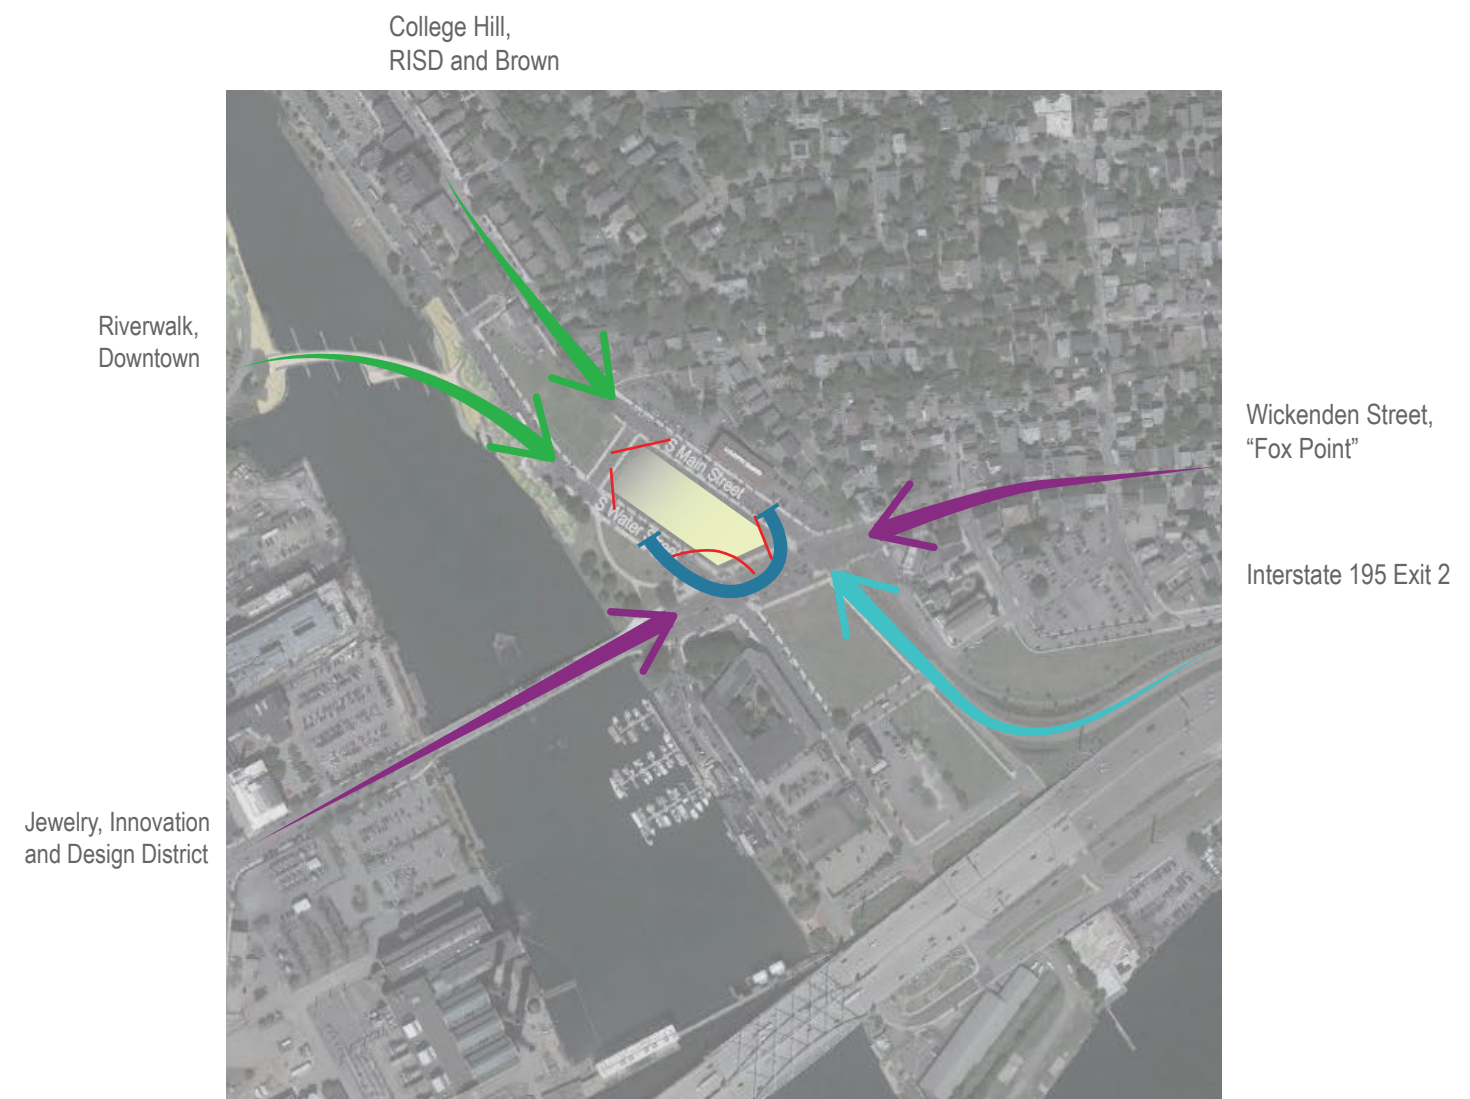 College Hill,
RISD and Brown
Riverwalk,
Downtown
Wickenden Street,
“Fox Point”
S Main Street
S Water Street
Interstate 195 Exit 2
Jewelry, Innovation
and Design District